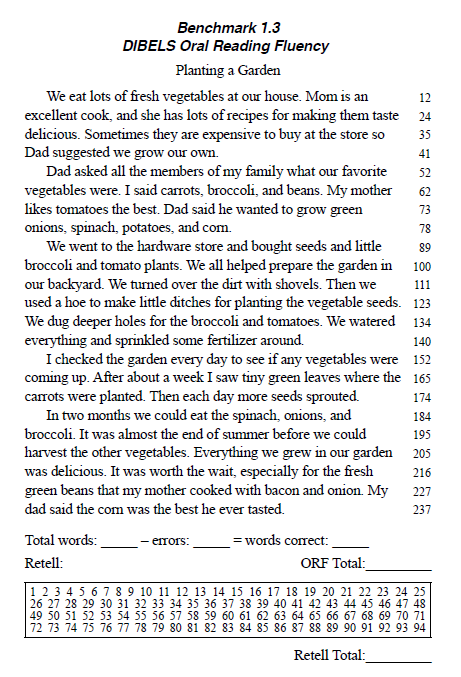 Benchmark 1.3
DIBELS Oral Reading Fluency
Planting a Garden
We eat lots of fresh vegetables at our house. Mom is an 12
excellent cook, and she has lots of recipes for making them taste 24
delicious. Sometimes they are expensive to buy at the store so 35
Dad suggested we grow our own. 41
Dad asked all the members of my family what our favorite 52
vegetables were. I said carrots, broccoli, and beans. My mother 62
likes tomatoes the best. Dad said he wanted to grow green 73
onions, spinach, potatoes, and corn. 78
We went to the hardware store and bought seeds and little 89
broccoli and tomato plants. We all helped prepare the garden in 100
our backyard. We turned over the dirt with shovels. Then we 111
used a hoe to make little ditches for planting the vegetable seeds. 123
We dug deeper holes for the broccoli and tomatoes. We watered 134
everything and sprinkled some fertilizer around. 140
I checked the garden every day to see if any vegetables were 152
coming up. After about a week I saw tiny green leaves where the 165
carrots were planted. Then each day more seeds sprouted. 174
In two months we could eat the spinach, onions, and 184
broccoli. It was almost the end of summer before we could 195
harvest the other vegetables. Everything we grew in our garden 205
was delicious. It was worth the wait, especially for the fresh 216
green beans that my mother cooked with bacon and onion. My 227
dad said the corn was the best he ever tasted. 237
Total words: _____ – errors: _____ = words correct: _____
Retell: ORF Total:_________
1 2 3 4 5 6 7 8 9 10 11 12 13 14 15 16 17 18 19 20 21 22 23 24 25
26 27 28 29 30 31 32 33 34 35 36 37 38 39 40 41 42 43 44 45 46 47 48
49 50 51 52 53 54 55 56 57 58 59 60 61 62 63 64 65 66 67 68 69 70 71
72 73 74 75 76 77 78 79 80 81 82 83 84 85 86 87 88 89 90 91 92 93 94
Retell Total:_________